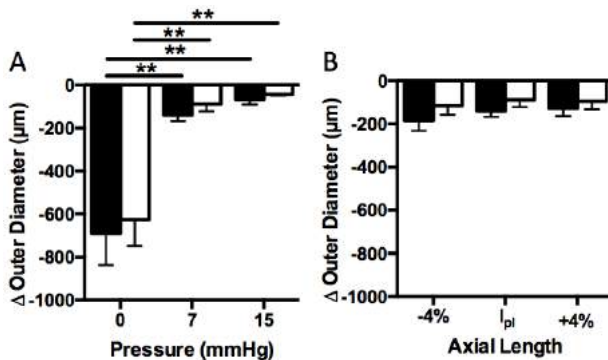 **
**
**
**
A
B
Δ Outer Diameter (µm)
0
-200
-400
-600
-800
-1000
0 7 15
Pressure (mmHg)
Δ Outer Diameter (µm)
0
-200
-400
-600
-800
-1000
-4% lpl +4%
Axial Length